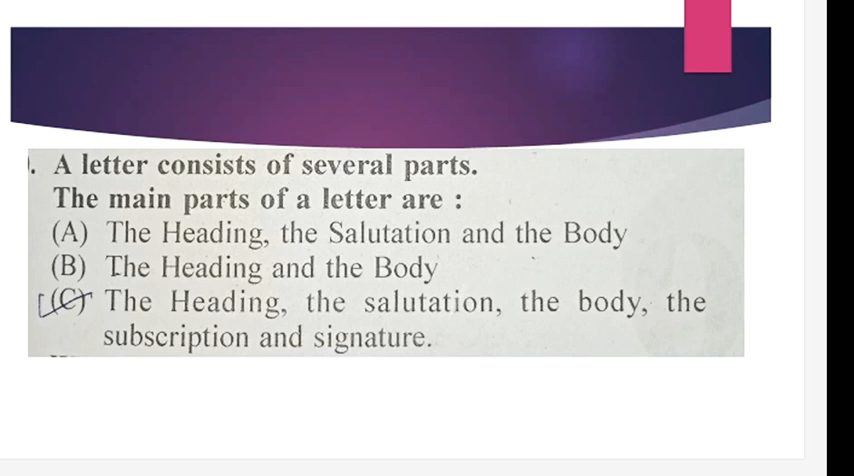 . A letter consists of several parts.
The main parts of a letter are :
(A) The Heading, the Salutation and the Body
(B) The Heading and the Body
(C) The Heading, the salutation, the body, the
subscription and signature.